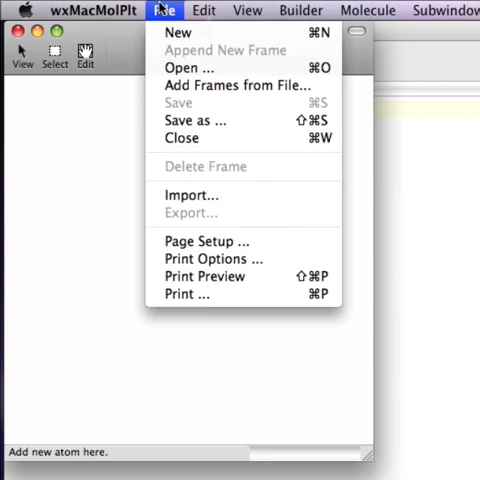 wxMacMolPlt File Edit View Builder Molecule Subwindow
View Select Edit
New ⌘N
Append New Frame
Open ... ⌘O
Add Frames from File...
Save ⌘S
Save as ... ⇧⌘S
Close ⌘W
Delete Frame
Import...
Export...
Page Setup ...
Print Options ...
Print Preview ⇧⌘P
Print ... ⌘P
Add new atom here.